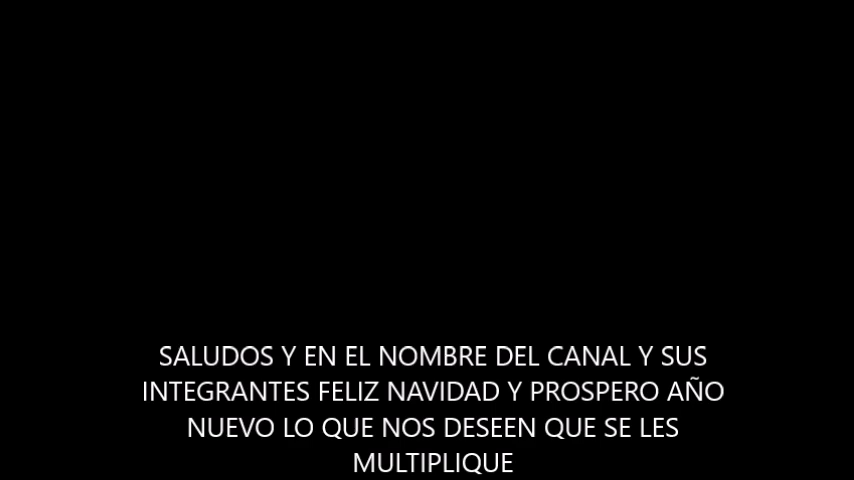 SALUDOS Y EN EL NOMBRE DEL CANAL Y SUS
INTEGRANTES FELIZ NAVIDAD Y PROSPERO AÑO
NUEVO LO QUE NOS DESEEN QUE SE LES
MULTIPLIQUE